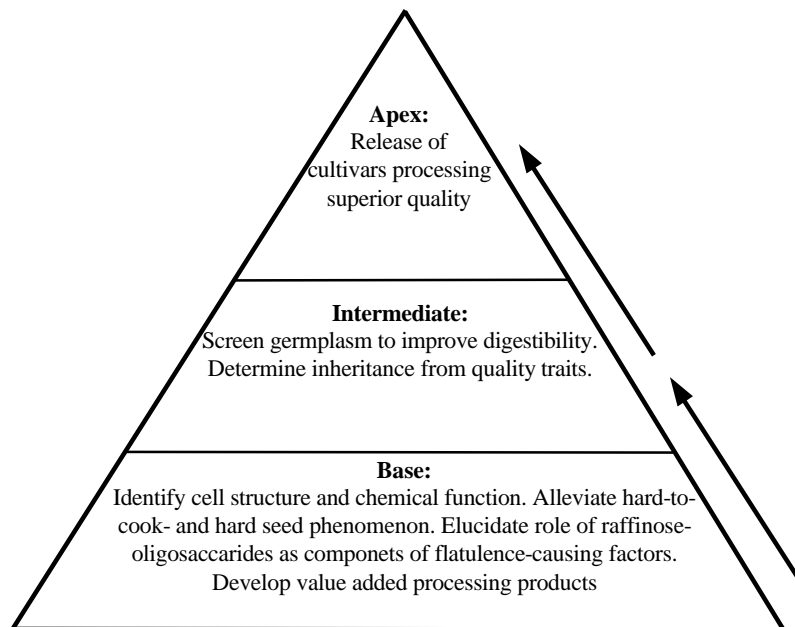 Apex:
Release of
cultivars processing
superior quality
Intermediate:
Screen germplasm to improve digestibility.
Determine inheritance from quality traits.
Base:
Identify cell structure and chemical function. Alleviate hard-to-
cook- and hard seed phenomenon. Elucidate role of raffinose-
oligosaccarides as componets of flatulence-causing factors.
Develop value added processing products